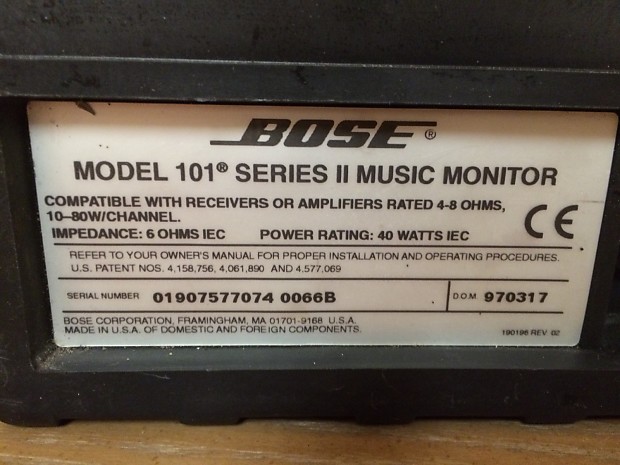 BOSE®
MODEL 101® SERIES II MUSIC MONITOR
COMPATIBLE WITH RECEIVERS OR AMPLIFIERS RATED 4-8 OHMS,
10-80W/CHANNEL.
IMPEDANCE: 6 OHMS IEC POWER RATING: 40 WATTS IEC
CE
REFER TO YOUR OWNER'S MANUAL FOR PROPER INSTALLATION AND OPERATING PROCEDURES.
U.S. PATENT NOS. 4,158,756, 4,061,890 AND 4,577,069
SERIAL NUMBER 01907577074 0066B D.O.M. 970317
BOSE CORPORATION, FRAMINGHAM, MA 01701-9168 U.S.A.
MADE IN U.S.A. OF DOMESTIC AND FOREIGN COMPONENTS.
190196 REV 02